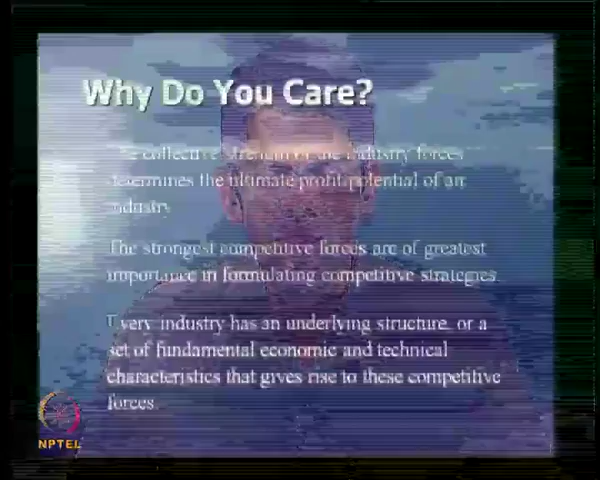 Why Do You Care?
The collective strength of the industry forces
determines the ultimate profit potential of an
industry
The strongest competitive forces are of greatest
importance in formulating competitive strategies
Every industry has an underlying structure, or a
set of fundamental economic and technical
characteristics that gives rise to these competitive
forces.
NPTEL